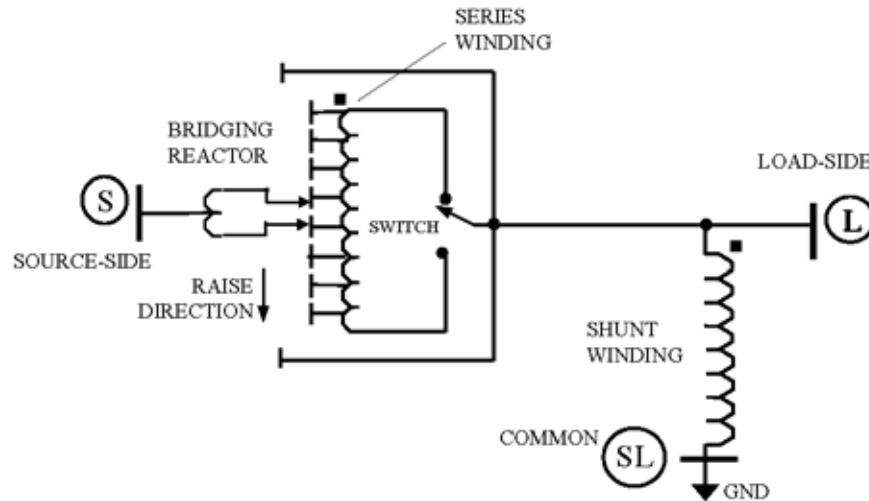 SERIES
WINDING
BRIDGING
REACTOR
LOAD-SIDE
S
L
SWITCH
SOURCE-SIDE
RAISE
DIRECTION
SHUNT
WINDING
COMMON
SL
GND